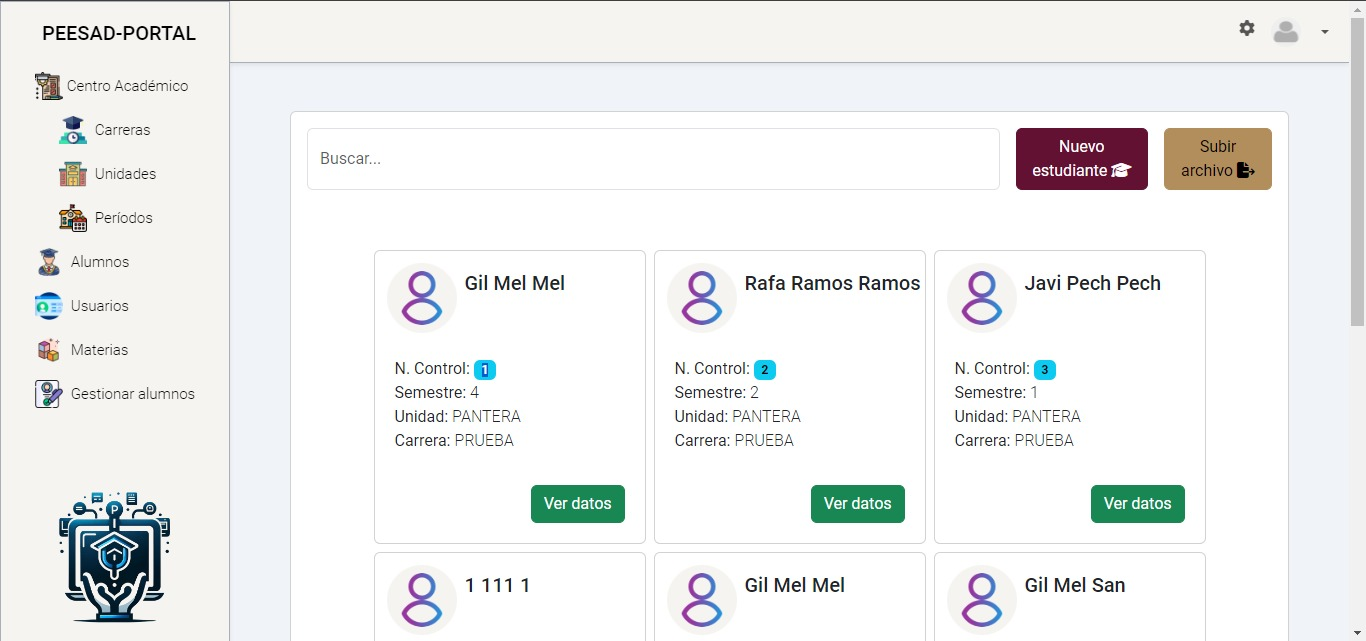 PEESAD-PORTAL
Centro Académico
Carreras
Unidades
Períodos
Alumnos
Usuarios
Materias
Gestionar alumnos
P
Buscar...
Nuevo
estudiante
Subir
archivo
Gil Mel Mel
N. Control: 1
Semestre: 4
Unidad: PANTERA
Carrera: PRUEBA
Ver datos
Rafa Ramos Ramos
N. Control: 2
Semestre: 2
Unidad: PANTERA
Carrera: PRUEBA
Ver datos
Javi Pech Pech
N. Control: 3
Semestre: 1
Unidad: PANTERA
Carrera: PRUEBA
Ver datos
1 111 1
Gil Mel Mel
Gil Mel San